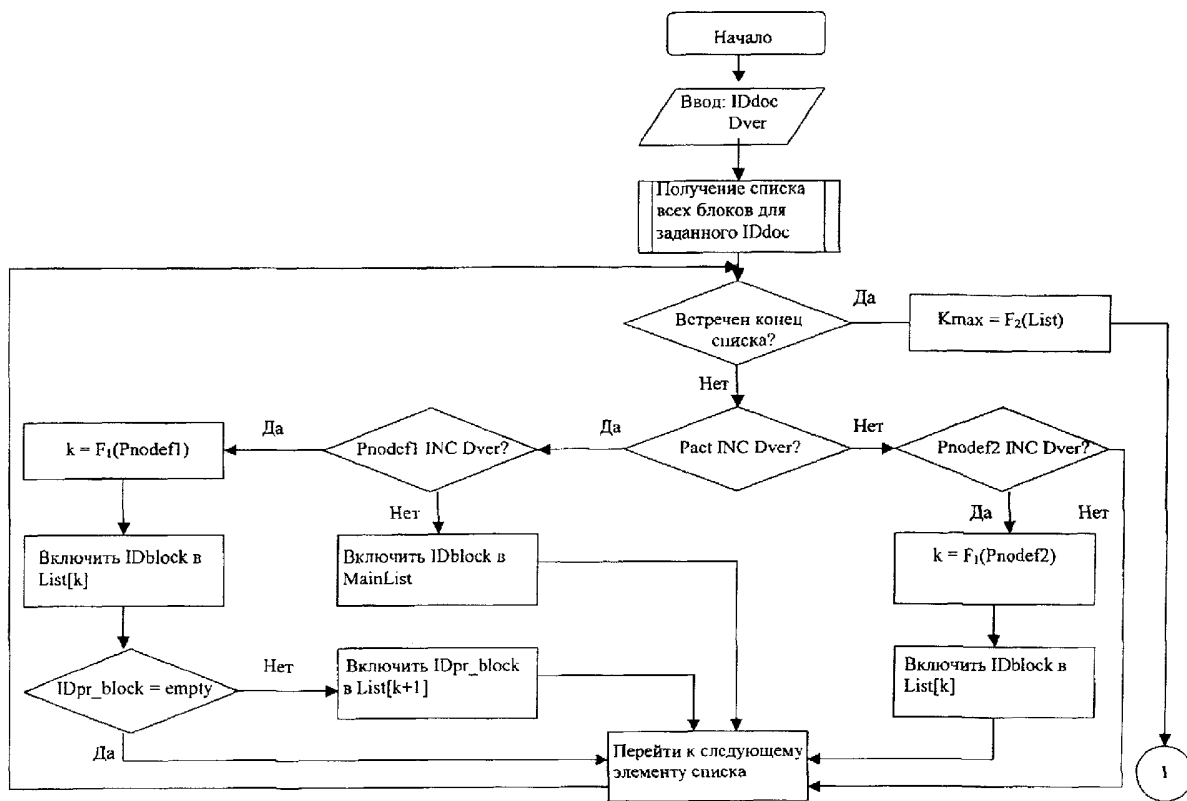 Начало
Ввод: IDdoc
Dver
Получение списка
всех блоков для
заданного IDdoc
Встречен конец
списка?
Да
Kmax = F₂(List)
Нет
Pact INC Dver?
Да
Нет
Pnodef1 INC Dver?
Да
k = F₁(Pnodef1)
Pnodef2 INC Dver?
Нет
Да
Нет
Включить IDblock в
List[k]
Включить IDblock в
MainList
k = F₁(Pnodef2)
IDpr_block = empty
Нет
Включить IDpr_block
в List[k+1]
Включить IDblock в
List[k]
Да
Перейти к следующему
элементу списка
1